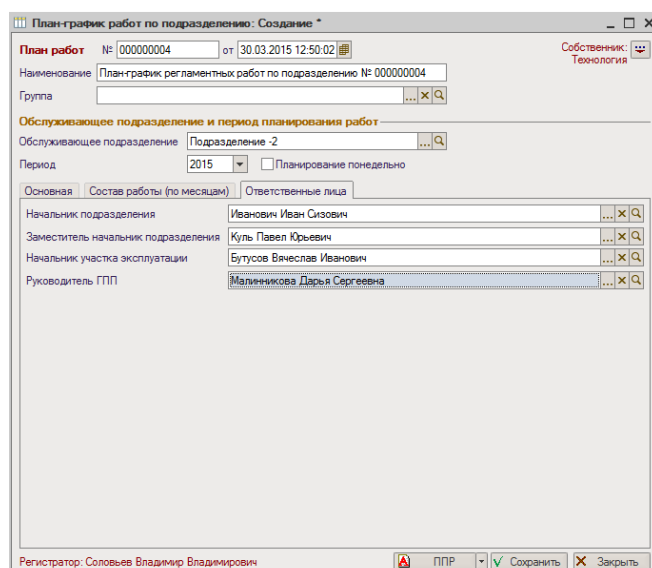 План-график работ по подразделению: Создание *
План работ № 000000004 от 30.03.2015 12:50:02 Собственник:
Технология
Наименование План-график регламентных работ по подразделению № 000000004
Группа ... x
Обслуживающее подразделение и период планирования работ
Обслуживающее подразделение Подразделение -2 ...
Период 2015 Планирование понедельно
Основная Состав работы (по месяцам) Ответственные лица
Начальник подразделения Иванович Иван Сизович ... x
Заместитель начальник подразделения Куль Павел Юрьевич ... x
Начальник участка эксплуатации Бутусов Вячеслав Иванович ... x
Руководитель ГПП Малинникова Дарья Сергеевна ... x
Регистратор: Соловьев Владимир Владимирович ППР Сохранить Закрыть